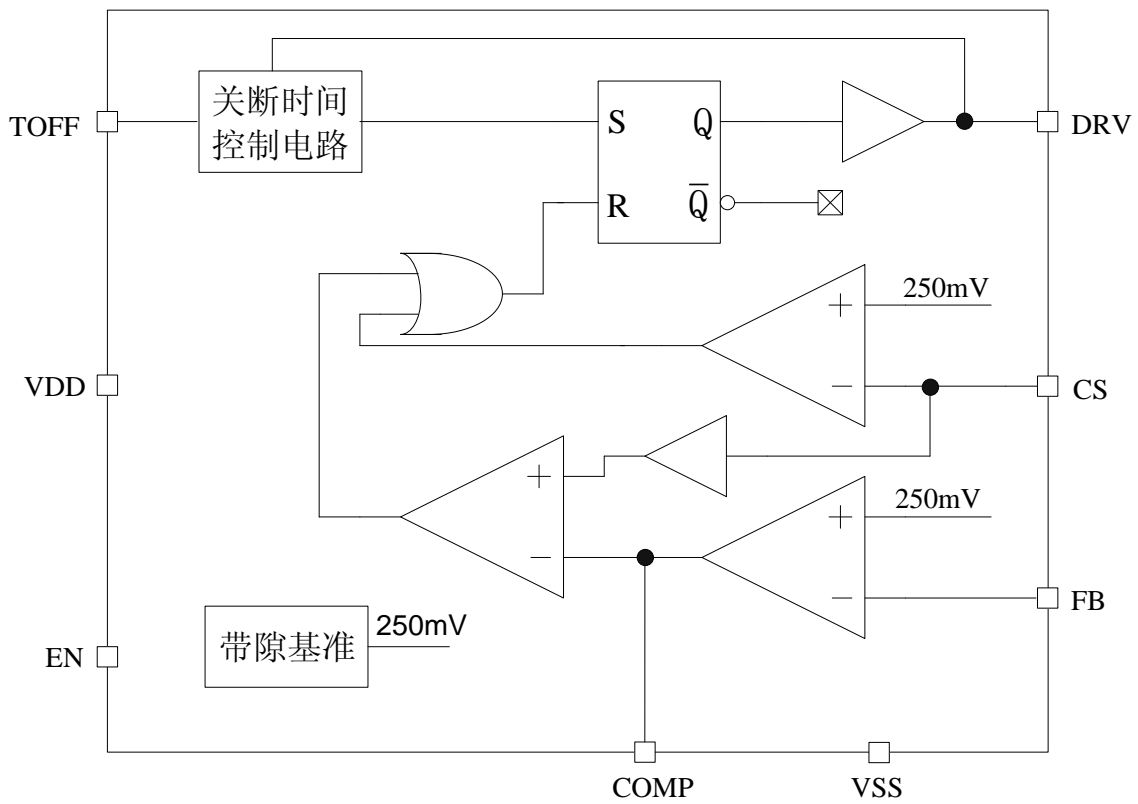 关断时间
控制电路
TOFF
S
Q
DRV
R
Q̅
250mV
+
VDD
−
CS
+
250mV
+
−
−
FB
250mV
带隙基准
EN
COMP
VSS